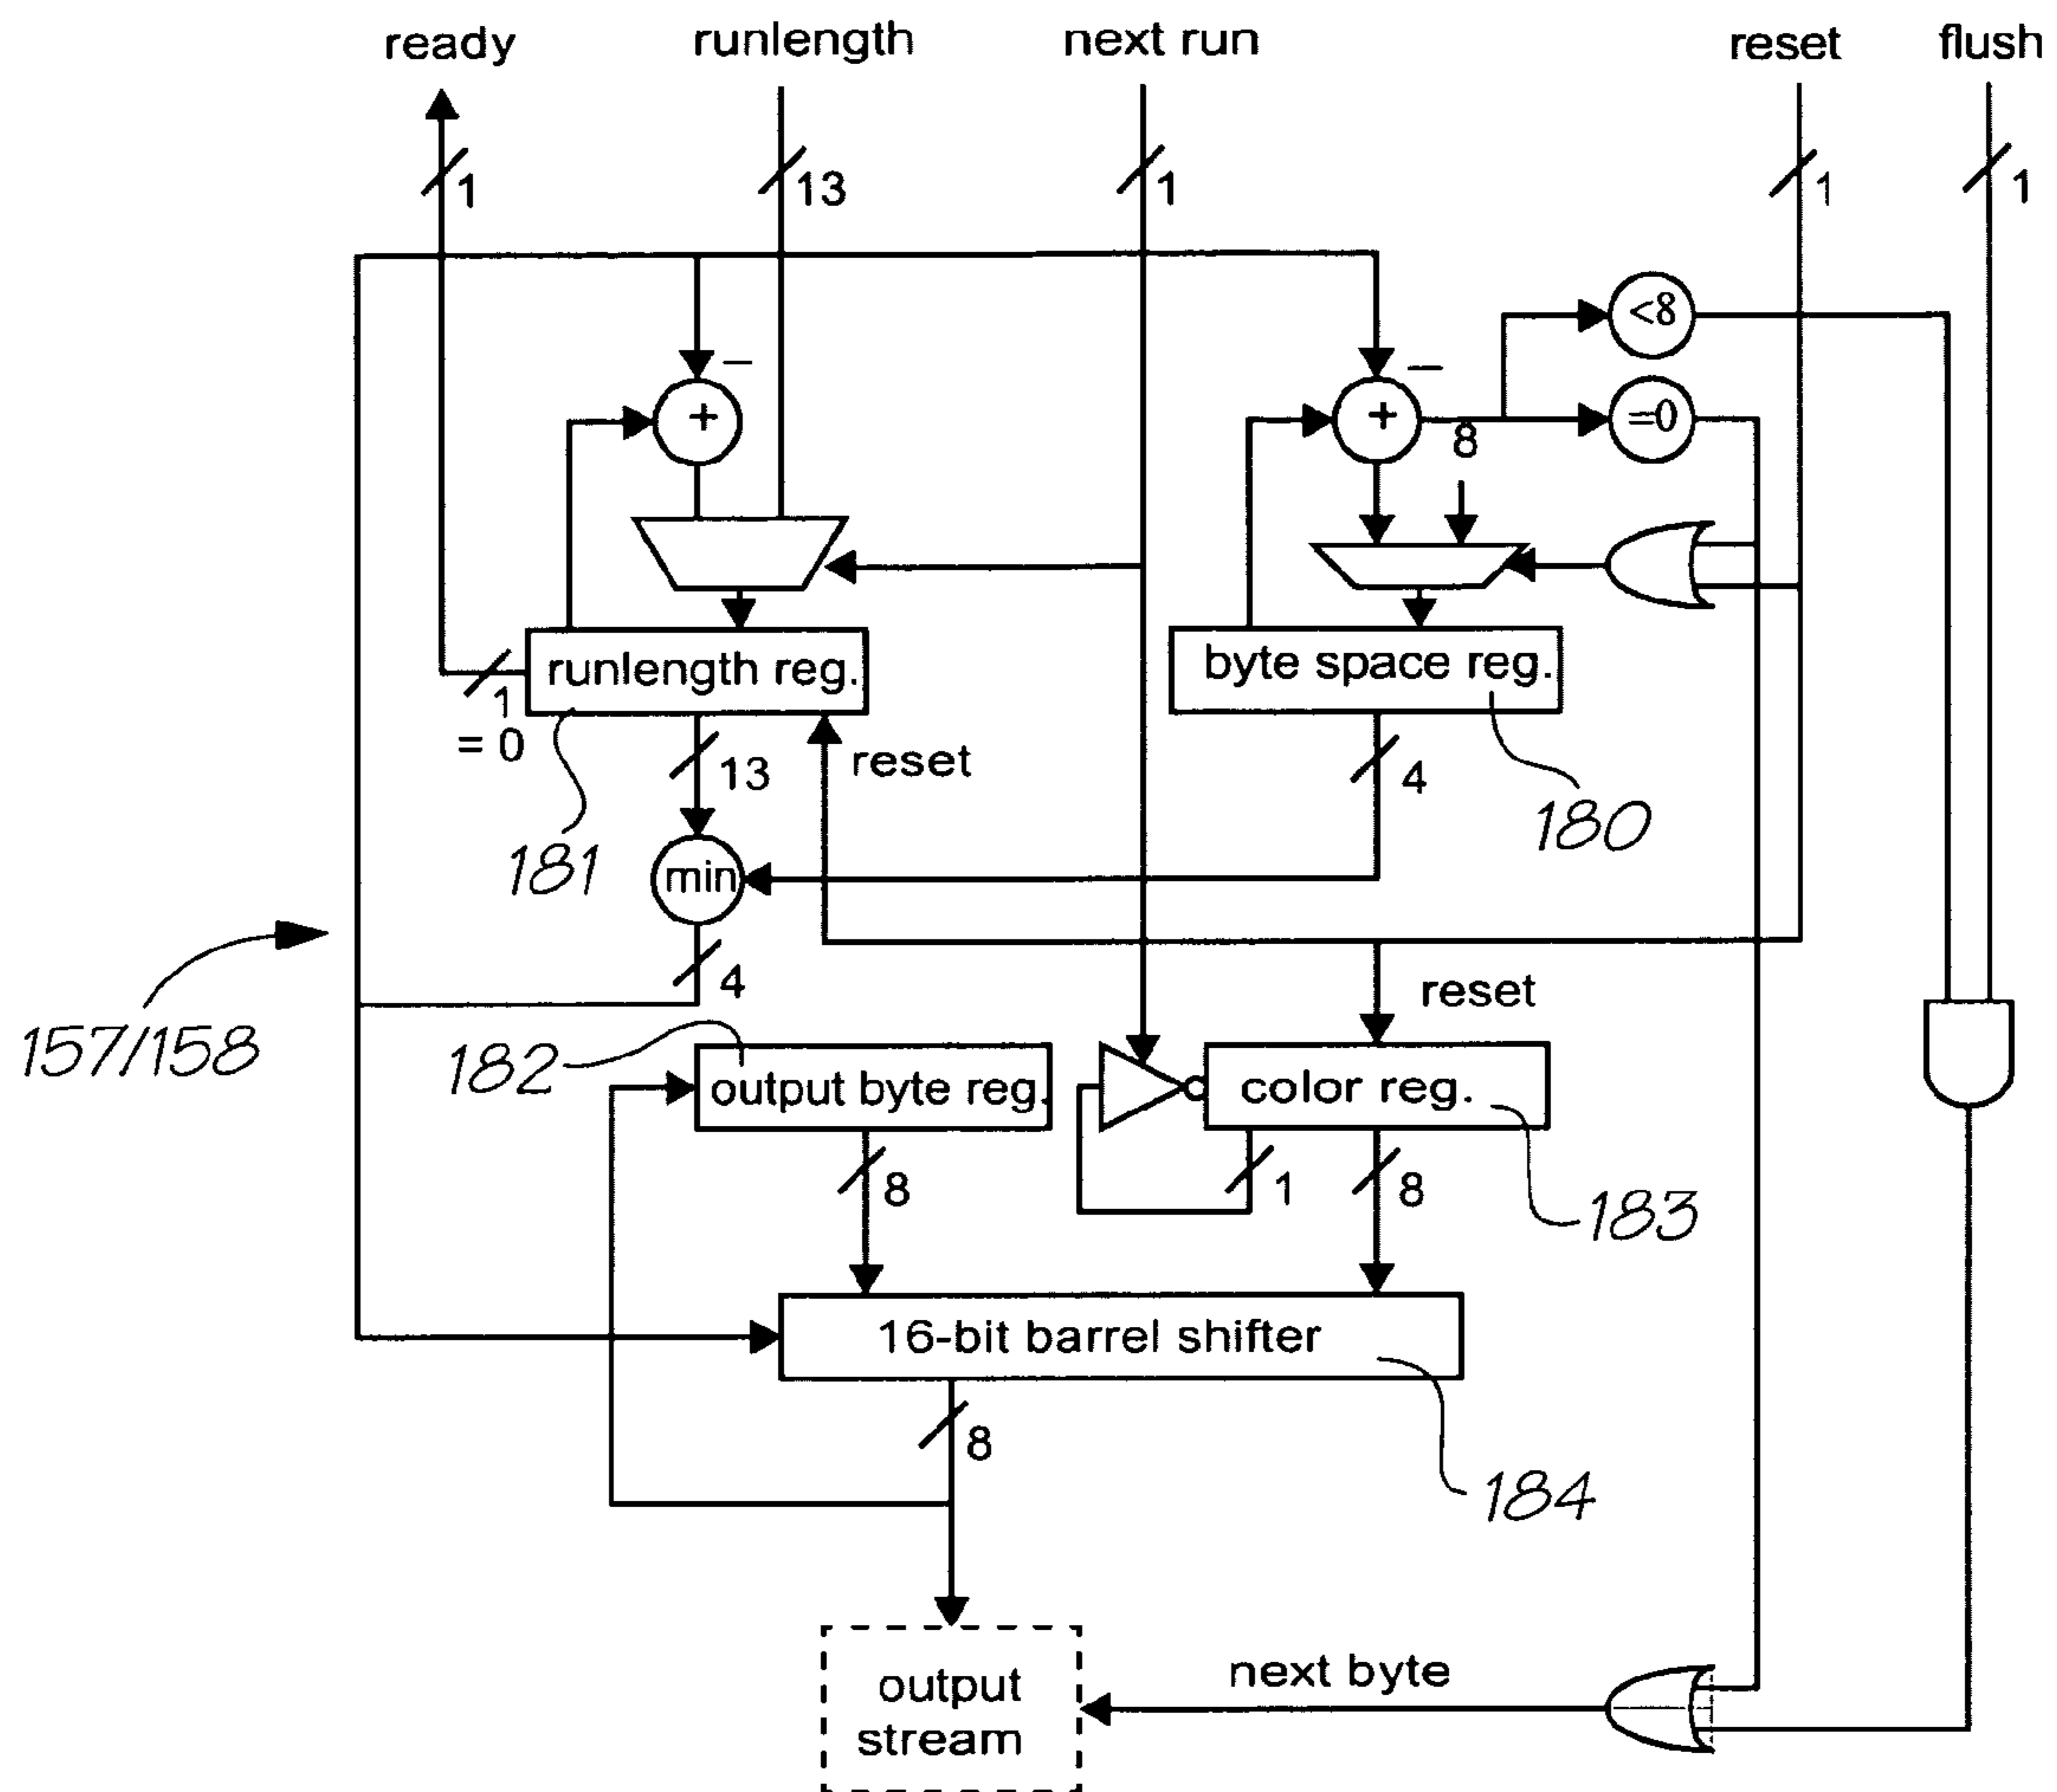 ready
runlength
next run
reset
flush
1
13
1
1
1
<8
−
−
+
+
=0
8
runlength reg.
byte space reg.
1
= 0
13
reset
4
181
180
min
4
reset
157/158
182
output byte reg.
color reg.
8
1
8
183
16-bit barrel shifter
8
184
next byte
output
stream